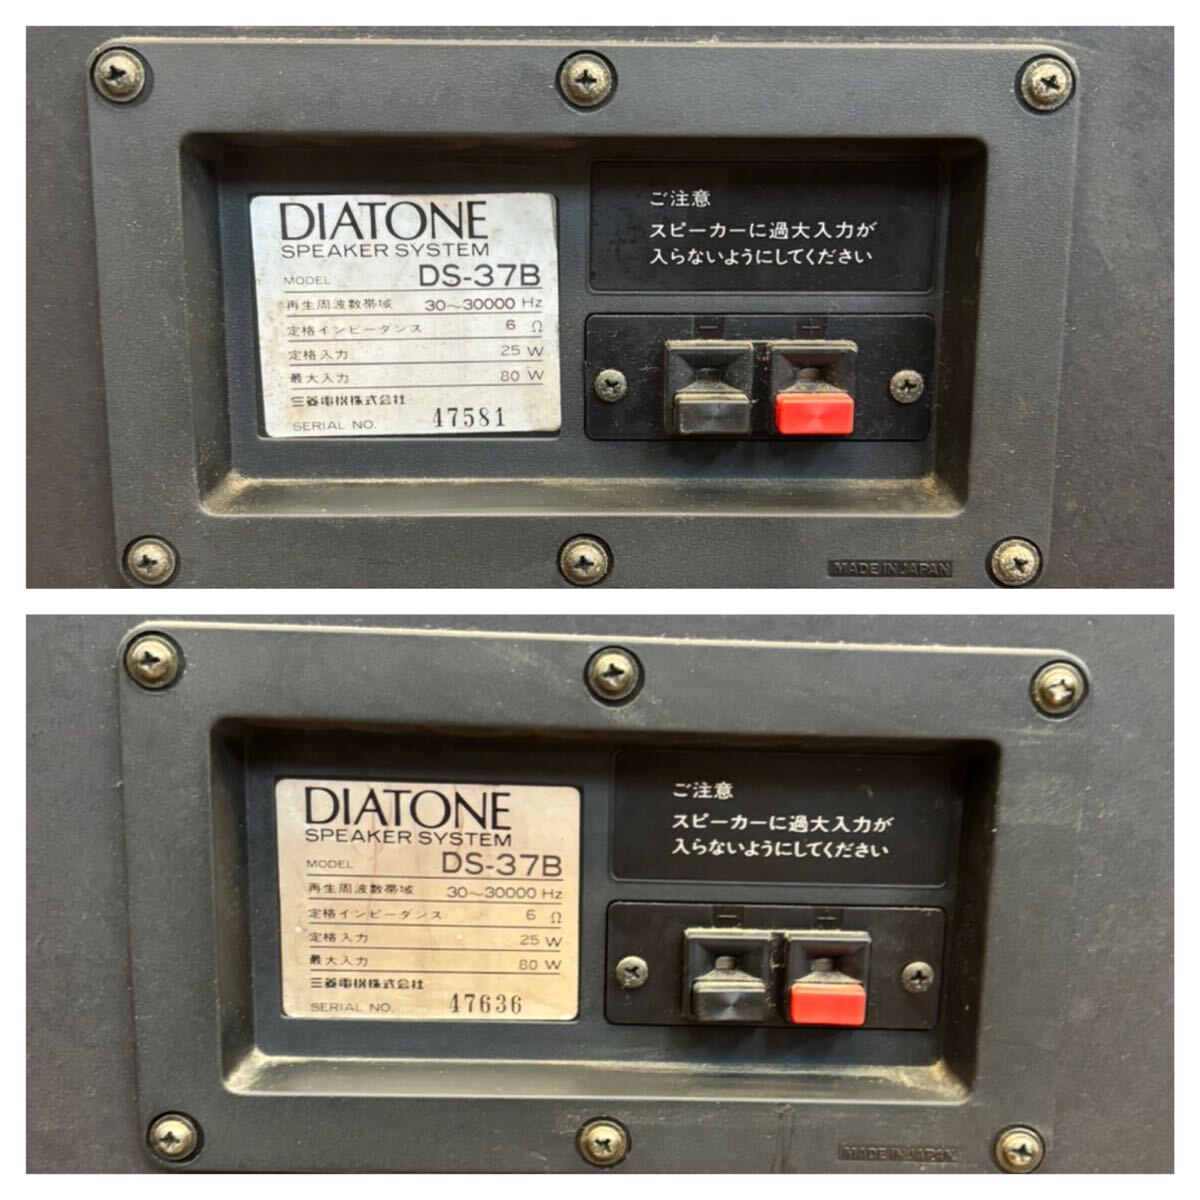 DIATONE
SPEAKER SYSTEM
MODEL DS-37B
再生周波数帯域 30〜30000 Hz
定格インピーダンス 6 Ω
定格入力 25 W
最大入力 80 W
三菱電機株式会社
SERIAL NO. 47581
ご注意
スピーカーに過大入力が
入らないようにしてください
− +
MADE IN JAPAN
DIATONE
SPEAKER SYSTEM
MODEL DS-37B
再生周波数帯域 30〜30000 Hz
定格インピーダンス 6 Ω
定格入力 25 W
最大入力 80 W
三菱電機株式会社
SERIAL NO. 47636
ご注意
スピーカーに過大入力が
入らないようにしてください
− +
MADE IN JAPAN